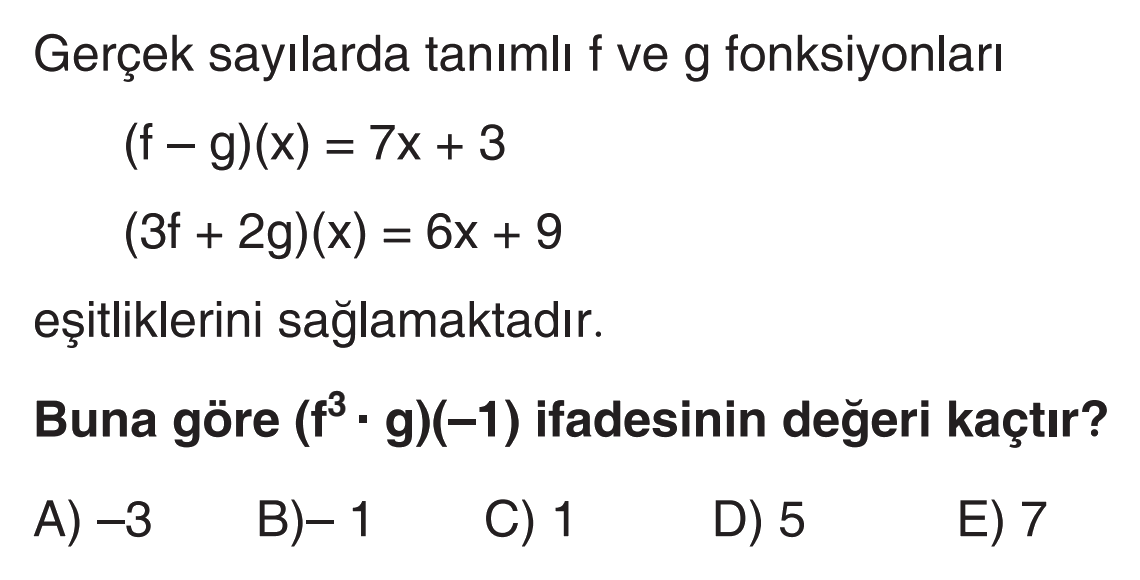 Gerçek sayılarda tanımlı f ve g fonksiyonları
(f – g)(x) = 7x + 3
(3f + 2g)(x) = 6x + 9
eşitliklerini sağlamaktadır.
Buna göre (f³ · g)(–1) ifadesinin değeri kaçtır?
A) –3 B)– 1 C) 1 D) 5 E) 7